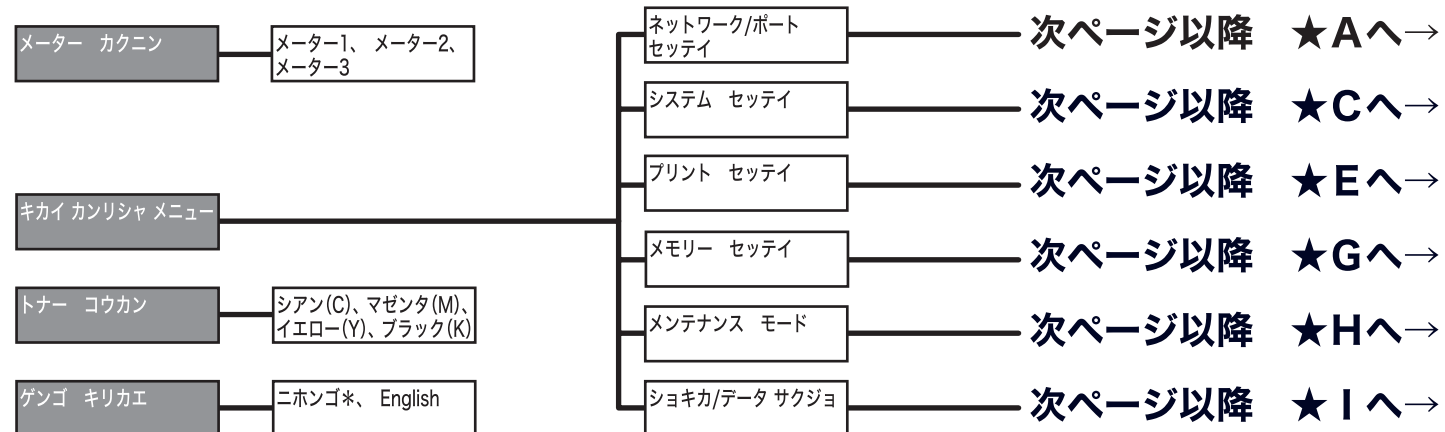 メーター　カクニン
メーター1、 メーター2、
メーター3
キカイ カンリシャ メニュー
ネットワーク/ポート
セッテイ
次ページ以降　★Aへ→
システム　セッテイ
次ページ以降　★Cへ→
プリント　セッテイ
次ページ以降　★Eへ→
メモリー　セッテイ
次ページ以降　★Gへ→
メンテナンス　モード
次ページ以降　★Hへ→
ショキカ/データ サクジョ
次ページ以降　★Iへ→
トナー　コウカン
シアン(C)、マゼンタ(M)、
イエロー(Y)、ブラック(K)
ゲンゴ　キリカエ
ニホンゴ*、 English